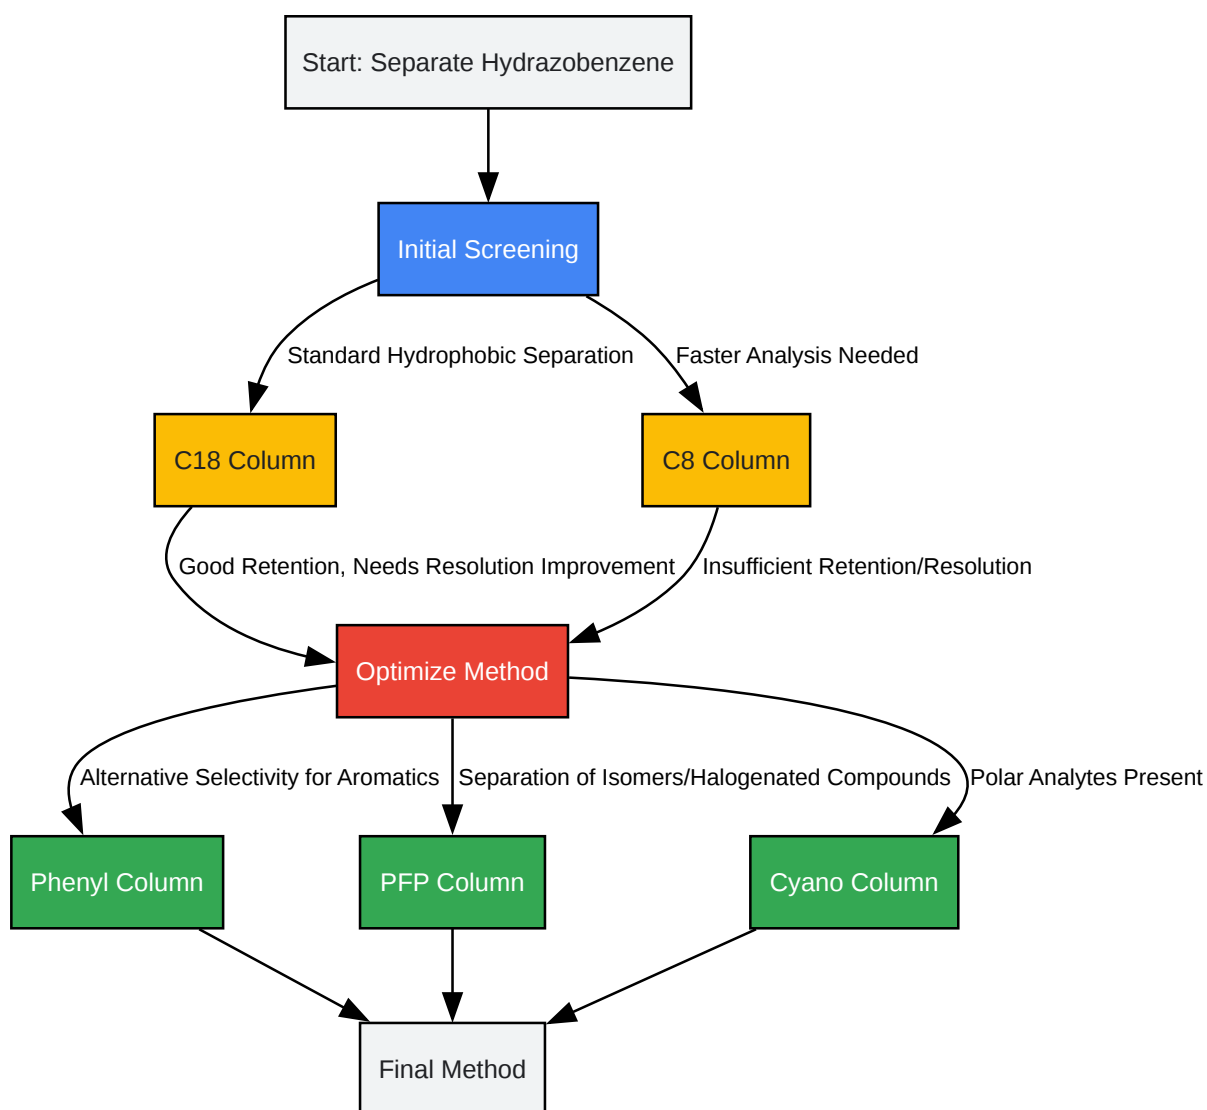 Start: Separate Hydrazobenzene
Initial Screening
Standard Hydrophobic Separation
Faster Analysis Needed
C18 Column
C8 Column
Good Retention, Needs Resolution Improvement
Insufficient Retention/Resolution
Optimize Method
Alternative Selectivity for Aromatics
Separation of Isomers/Halogenated Compounds
Polar Analytes Present
Phenyl Column
PFP Column
Cyano Column
Final Method